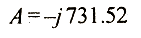 A = –j 731.52